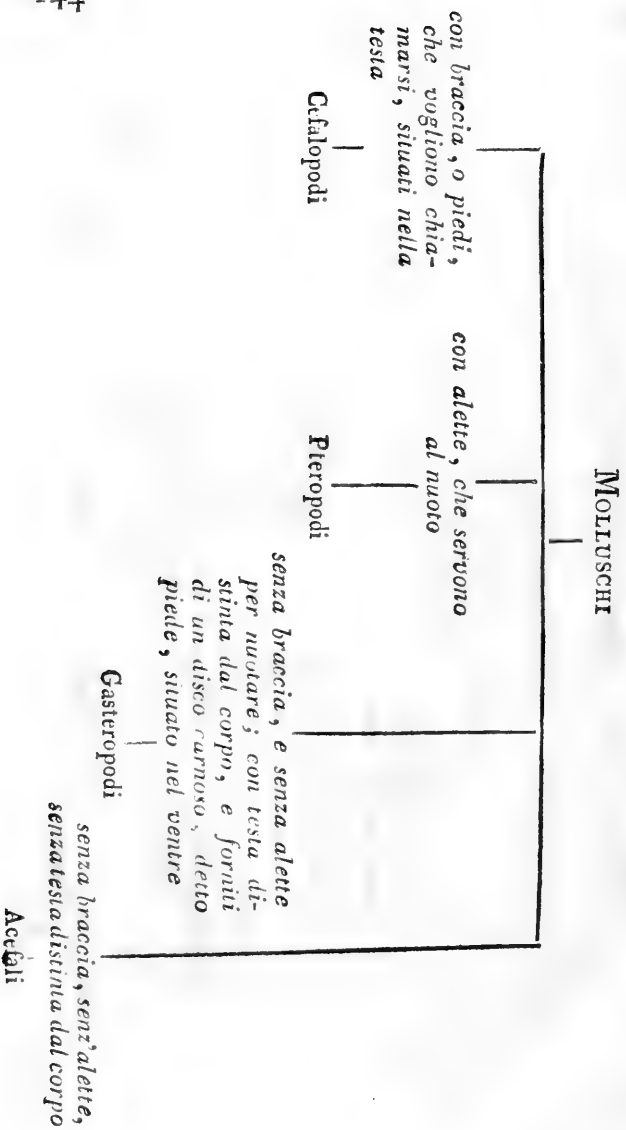 MOLLUSCHI
con braccia, o piedi,
che vogliono chia-
marsi, situati nella
testa
Cefalopodi
con alette, che servono
al nuoto
Pteropodi
senza braccia, e senza alette
per nuotare; con testa di-
stinta dal corpo, e forniti
di un disco carnoso, detto
piede, situato nel ventre
Gasteropodi
senza braccia, senz'alette,
senza testa distinta dal corpo
Acefali